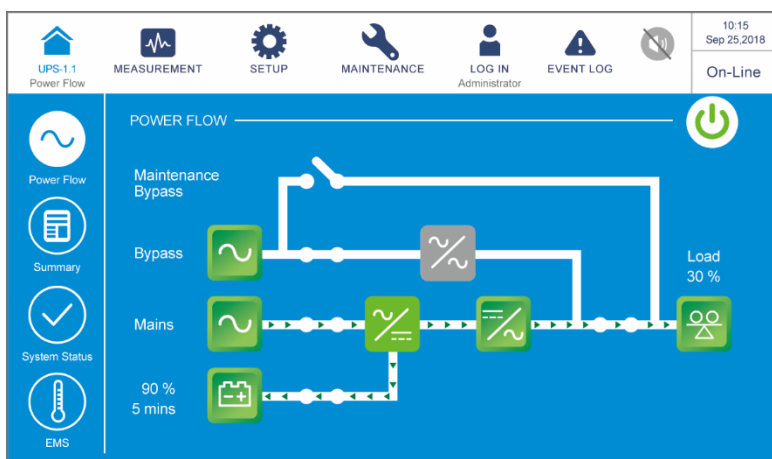 UPS-1.1
Power Flow
MEASUREMENT
SETUP
MAINTENANCE
LOG IN
Administrator
EVENT LOG
10:15
Sep 25,2018
On-Line
Power Flow
Summary
System Status
EMS
POWER FLOW
Maintenance
Bypass
Bypass
Mains
90 %
5 mins
Load
30 %